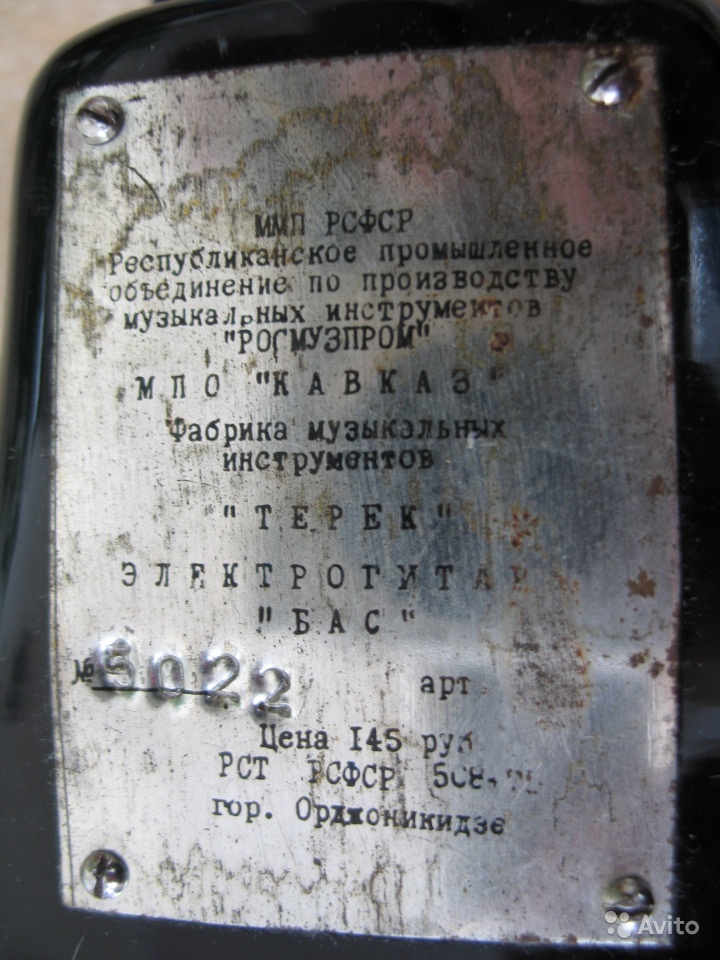 ММП РСФСР
Республиканское промышленное
объединение по производству
музыкальных инструментов
"РОСМУЗПРОМ"
МПО "КАВКАЗ"
Фабрика музыкальных
инструментов
"ТЕРЕК"
ЭЛЕКТРОГИТАР
"БАС"
№5022 арт
Цена 145 руб
РСТ РСФСР
гор. Орджоникидзе
Avito